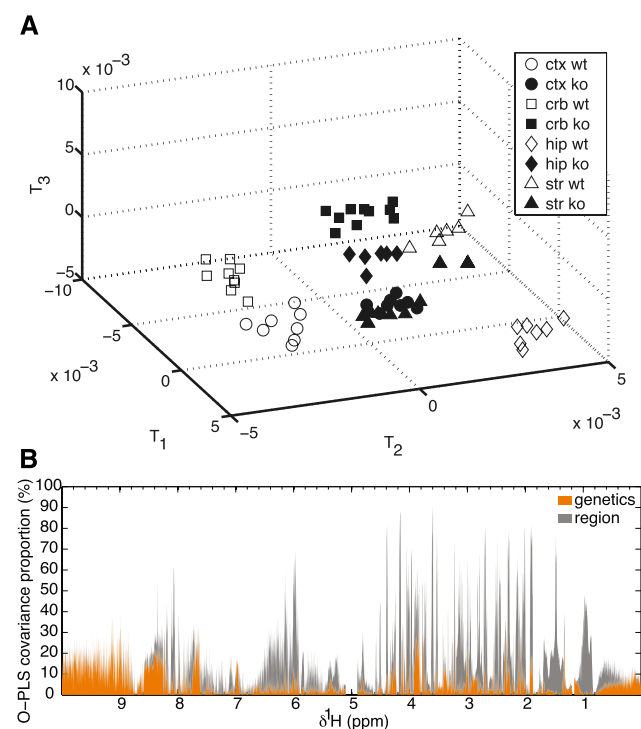 A
x 10⁻³
10
5
0
−5
T₃
−10
−5
0
5
x 10⁻³
T₁
−5
0
5
x 10⁻³
T₂
ctx wt
ctx ko
crb wt
crb ko
hip wt
hip ko
str wt
str ko
B
100
90
80
70
60
50
40
30
20
10
0
O−PLS covariance proportion (%)
genetics
region
9 8 7 6 5 4 3 2 1
δ¹H (ppm)